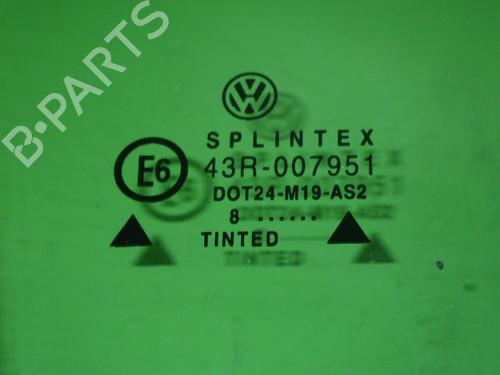 B-PARTS
SPLINTEX
E6
43R-007951
DOT24-M19-AS2
8 ......
TINTED